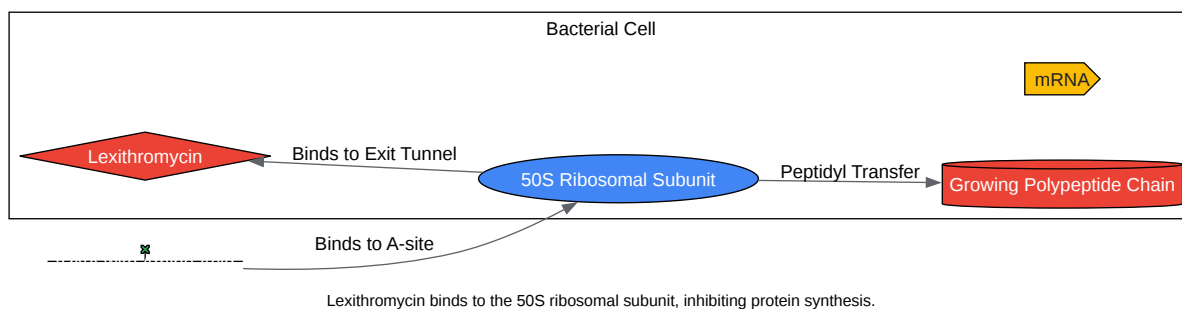 Bacterial Cell
mRNA
Lexithromycin
Binds to Exit Tunnel
50S Ribosomal Subunit
Peptidyl Transfer
Growing Polypeptide Chain
Binds to A-site
Lexithromycin binds to the 50S ribosomal subunit, inhibiting protein synthesis.